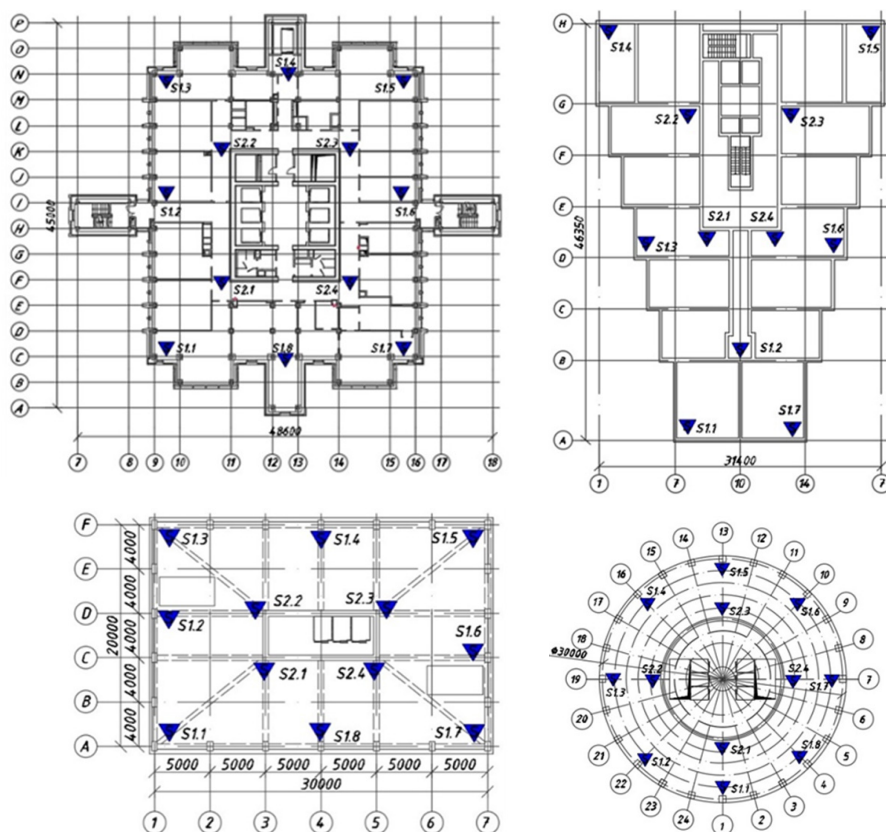 P
O
N
M
L
K
J
I
H
G
F
E
D
C
B
A
45000
S1.4
S1.3
S1.5
S2.2
S2.3
S1.2
S1.6
S2.1
S2.4
S1.1
S1.8
S1.7
48600
7 8 9 10 11 12 13 14 15 16 17 18
H
G
F
E
D
C
B
A
46350
S1.4
S1.5
S2.2
S2.3
S2.1 S2.4
S1.3
S1.6
S1.2
S1.1
S1.7
31400
1 7 10 14 7
F
E
D
C
B
A
20000
4000
4000
4000
4000
4000
S1.3 S1.4 S1.5
S2.2 S2.3
S1.2
S1.6
S2.1 S2.4
S1.1 S1.8 S1.7
5000 5000 5000 5000 5000 5000
30000
1 2 3 4 5 6 7
13
14 12
15 11
16 10
17 9
18 8
19 7
20 6
21 5
22 4
23 3
24 2
1
Φ30000
S1.5
S1.4
S1.6
S2.3
S2.2
S2.4
S1.3
S1.7
S2.1
S1.2
S1.8
S1.1